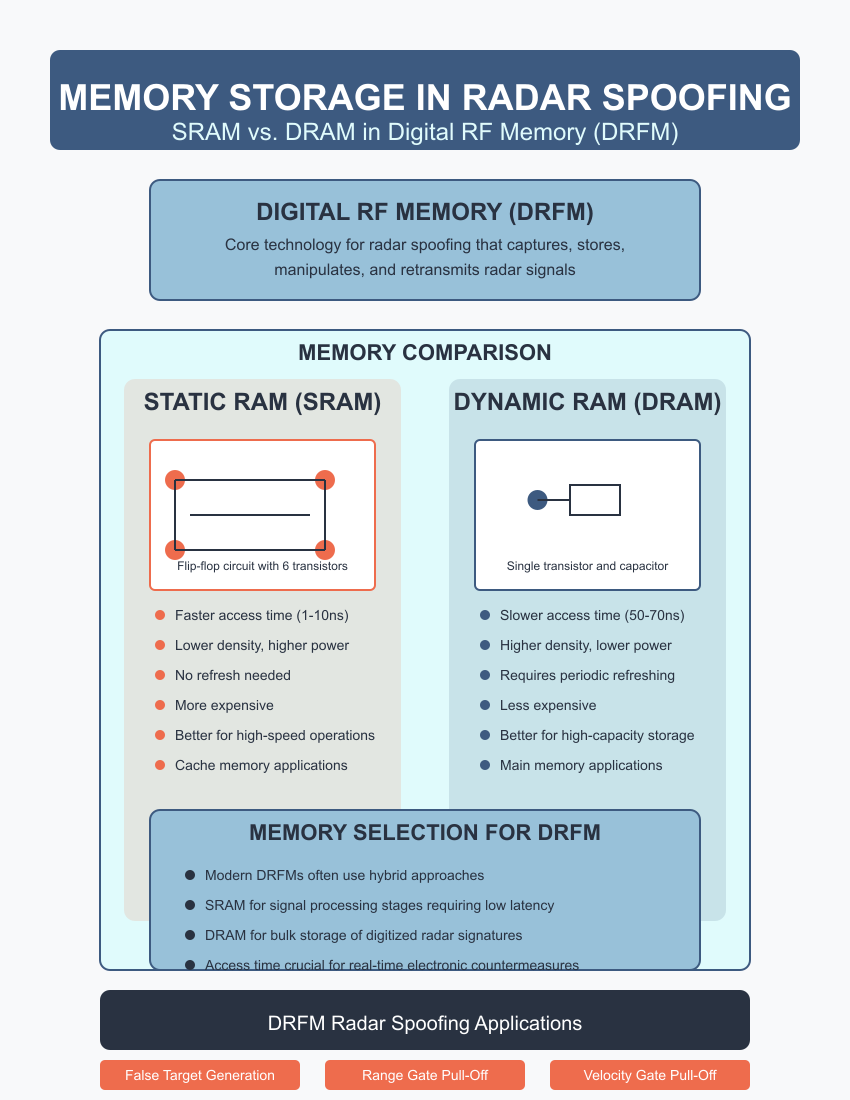 MEMORY STORAGE IN RADAR SPOOFING
SRAM vs. DRAM in Digital RF Memory (DRFM)
DIGITAL RF MEMORY (DRFM)
Core technology for radar spoofing that captures, stores,
manipulates, and retransmits radar signals
MEMORY COMPARISON
STATIC RAM (SRAM)
Flip-flop circuit with 6 transistors
Faster access time (1-10ns)
Lower density, higher power
No refresh needed
More expensive
Better for high-speed operations
Cache memory applications
DYNAMIC RAM (DRAM)
Single transistor and capacitor
Slower access time (50-70ns)
Higher density, lower power
Requires periodic refreshing
Less expensive
Better for high-capacity storage
Main memory applications
MEMORY SELECTION FOR DRFM
Modern DRFMs often use hybrid approaches
SRAM for signal processing stages requiring low latency
DRAM for bulk storage of digitized radar signatures
Access time crucial for real-time electronic countermeasures
DRFM Radar Spoofing Applications
False Target Generation
Range Gate Pull-Off
Velocity Gate Pull-Off